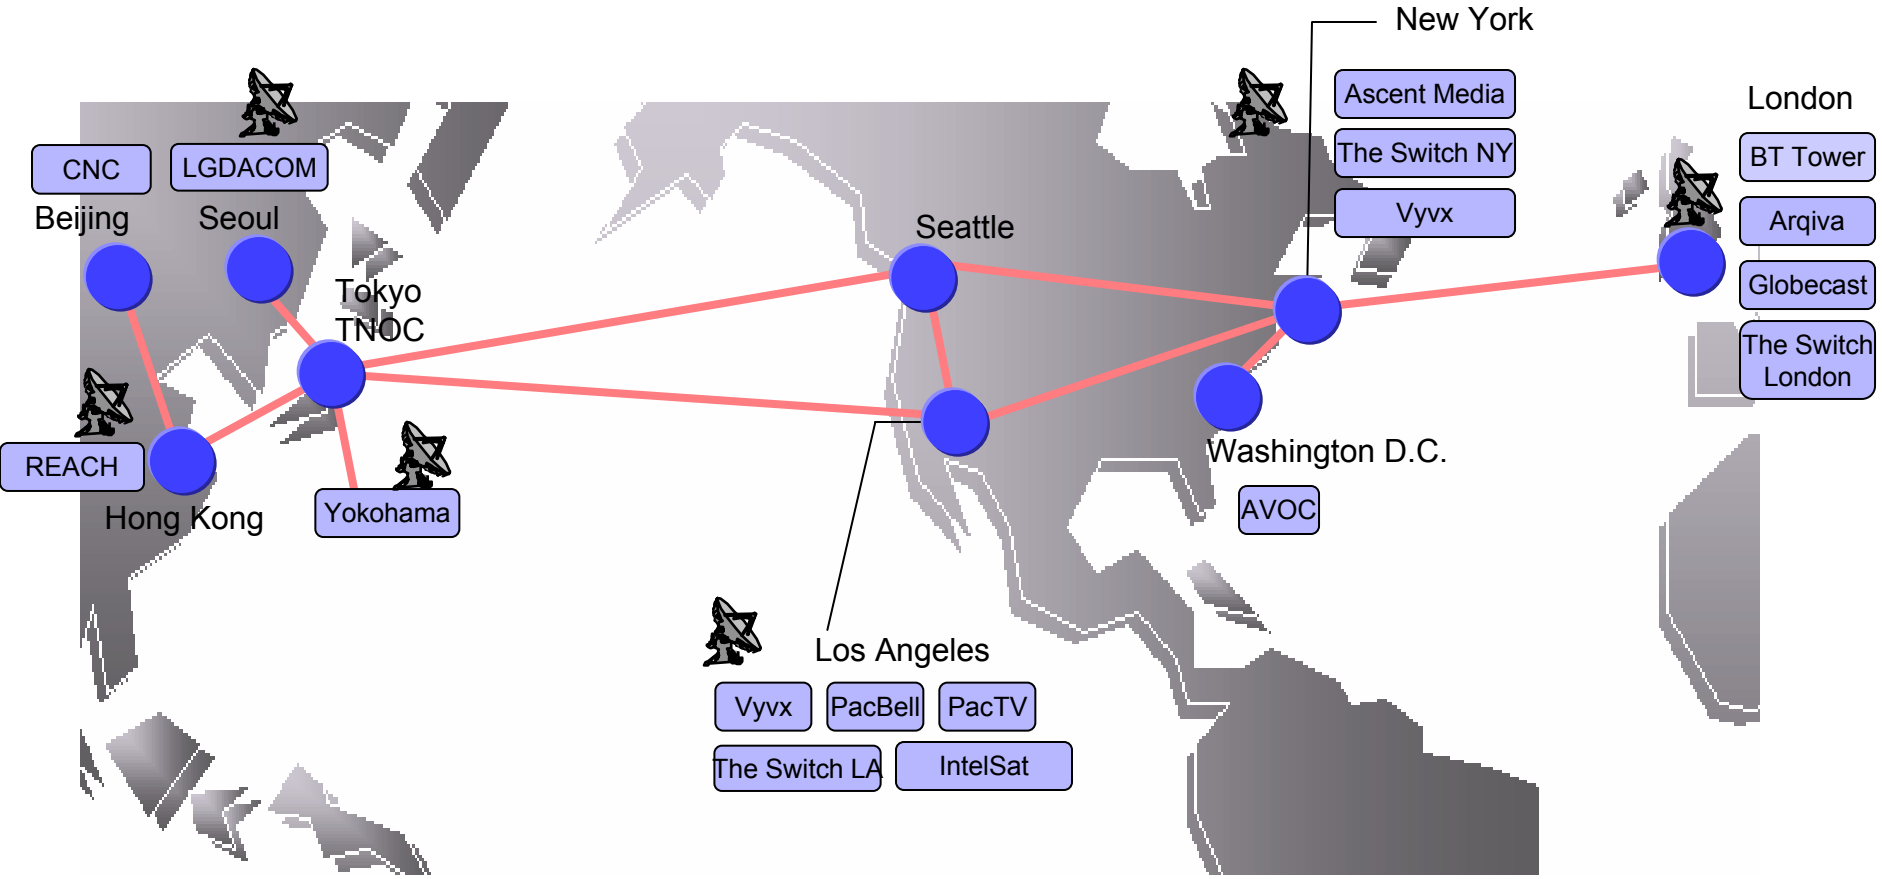 New York
Ascent Media
The Switch NY
Vyvx
London
BT Tower
Arqiva
Globecast
The Switch
London
CNC
Beijing
LGDACOM
Seoul
Tokyo
TNOC
Seattle
REACH
Hong Kong
Yokohama
Washington D.C.
AVOC
Los Angeles
Vyvx
PacBell
PacTV
The Switch LA
IntelSat